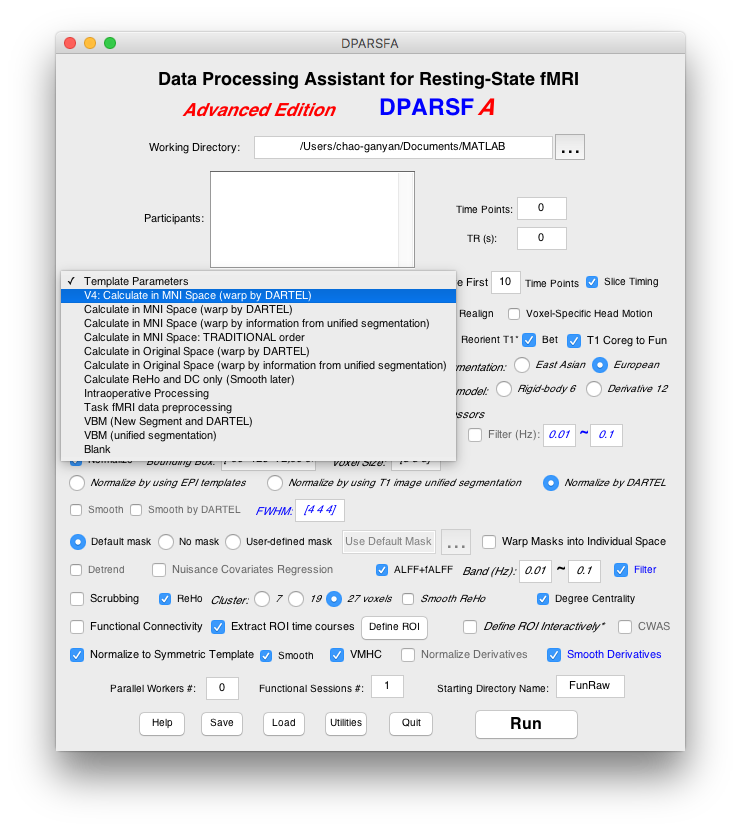 DPARSFA
Data Processing Assistant for Resting-State fMRI
Advanced Edition DPARSF A
Working Directory: /Users/chao-ganyan/Documents/MATLAB ...
Participants:
Time Points: 0
TR (s): 0
✓ Template Parameters
V4: Calculate in MNI Space (warp by DARTEL)
Calculate in MNI Space (warp by DARTEL)
Calculate in MNI Space (warp by information from unified segmentation)
Calculate in MNI Space: TRADITIONAL order
Calculate in Original Space (warp by DARTEL)
Calculate in Original Space (warp by information from unified segmentation)
Calculate ReHo and DC only (Smooth later)
Intraoperative Processing
Task fMRI data preprocessing
VBM (New Segment and DARTEL)
VBM (unified segmentation)
Blank
First 10 Time Points Slice Timing
Realign Voxel-Specific Head Motion
Reorient T1* Bet T1 Coreg to Fun
mentation: East Asian European
model: Rigid-body 6 Derivative 12
ssors
Filter (Hz): 0.01 ~ 0.1
Normalize Bounding Box: Voxel Size:
Normalize by using EPI templates Normalize by using T1 image unified segmentation Normalize by DARTEL
Smooth Smooth by DARTEL FWHM: [4 4 4]
Default mask No mask User-defined mask Use Default Mask ... Warp Masks into Individual Space
Detrend Nuisance Covariates Regression ALFF+fALFF Band (Hz): 0.01 ~ 0.1 Filter
Scrubbing ReHo Cluster: 7 19 27 voxels Smooth ReHo Degree Centrality
Functional Connectivity Extract ROI time courses Define ROI Define ROI Interactively* CWAS
Normalize to Symmetric Template Smooth VMHC Normalize Derivatives Smooth Derivatives
Parallel Workers #: 0 Functional Sessions #: 1 Starting Directory Name: FunRaw
Help Save Load Utilities Quit Run